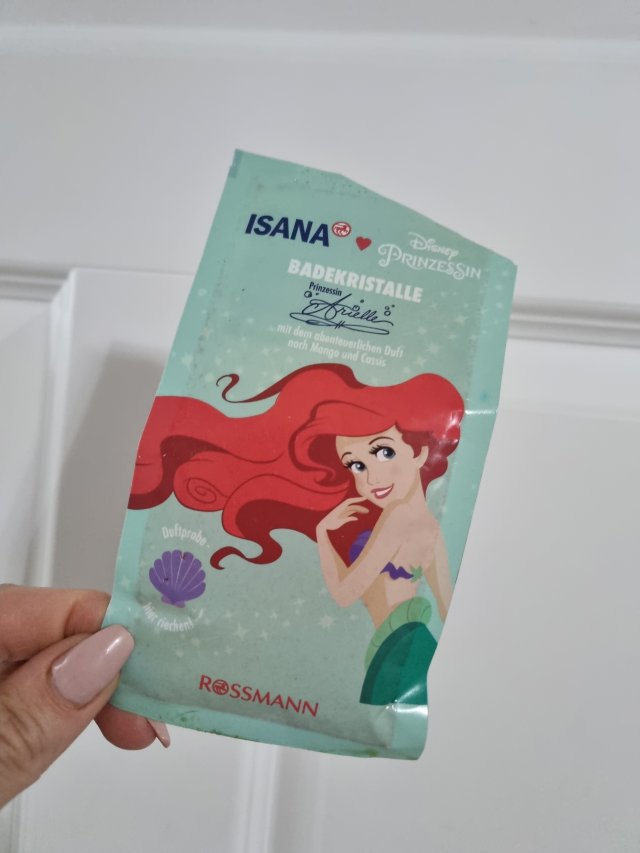 ISANA
Disney
PRINZESSIN
BADEKRISTALLE
Prinzessin
Arielle
mit dem abenteuerlichen Duft
nach Mango und Cassis
Duftprobe -
hier riechen!
ROSSMANN